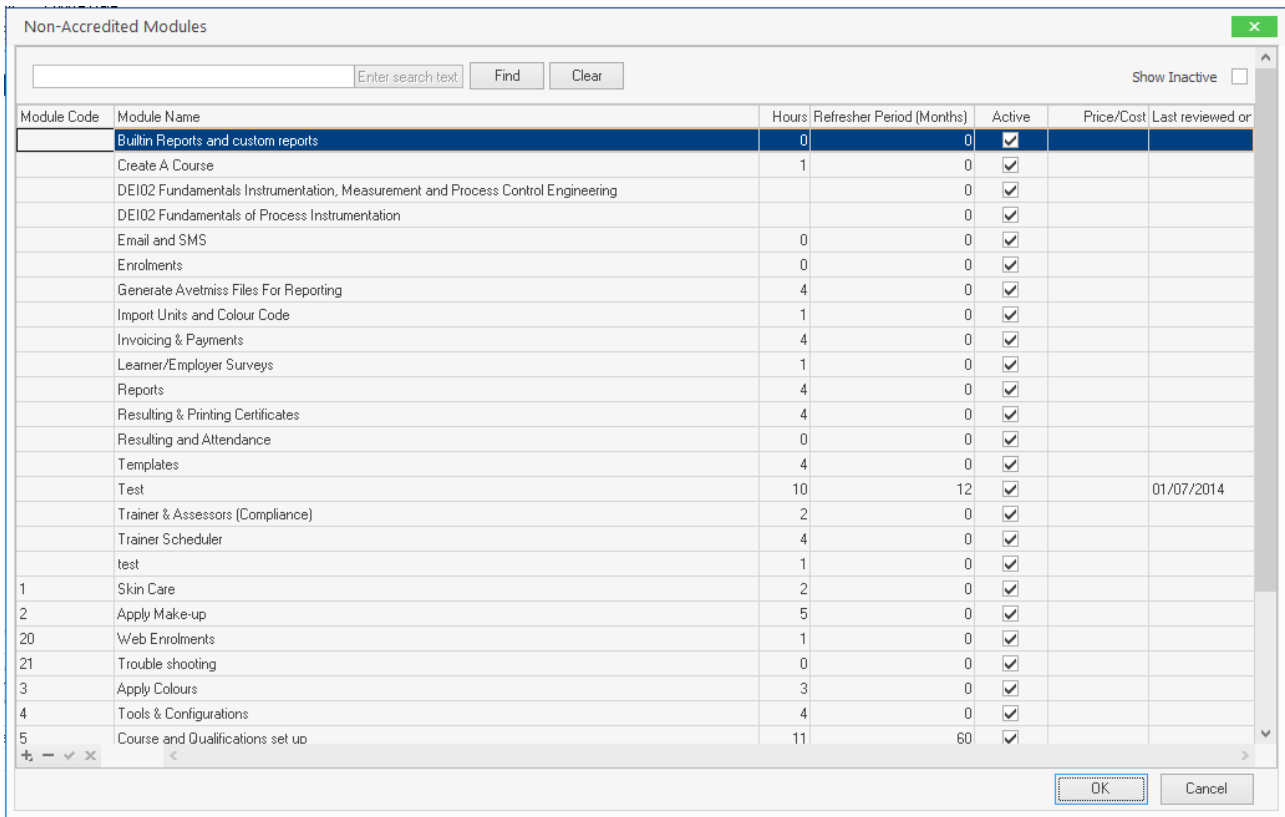 Non-Accredited Modules
Enter search text Find Clear Show Inactive
Module Code Module Name Hours Refresher Period (Months) Active Price/Cost Last reviewed or
Builtin Reports and custom reports 0 0
Create A Course 1 0
DEI02 Fundamentals Instrumentation, Measurement and Process Control Engineering 0
DEI02 Fundamentals of Process Instrumentation 0
Email and SMS 0 0
Enrolments 0 0
Generate Avetmiss Files For Reporting 4 0
Import Units and Colour Code 1 0
Invoicing & Payments 4 0
Learner/Employer Surveys 1 0
Reports 4 0
Resulting & Printing Certificates 4 0
Resulting and Attendance 0 0
Templates 4 0
Test 10 12 01/07/2014
Trainer & Assessors (Compliance) 2 0
Trainer Scheduler 4 0
test 1 0
1 Skin Care 2 0
2 Apply Make-up 5 0
20 Web Enrolments 1 0
21 Trouble shooting 0 0
3 Apply Colours 3 0
4 Tools & Configurations 4 0
5 Course and Qualifications set up 11 60
OK Cancel